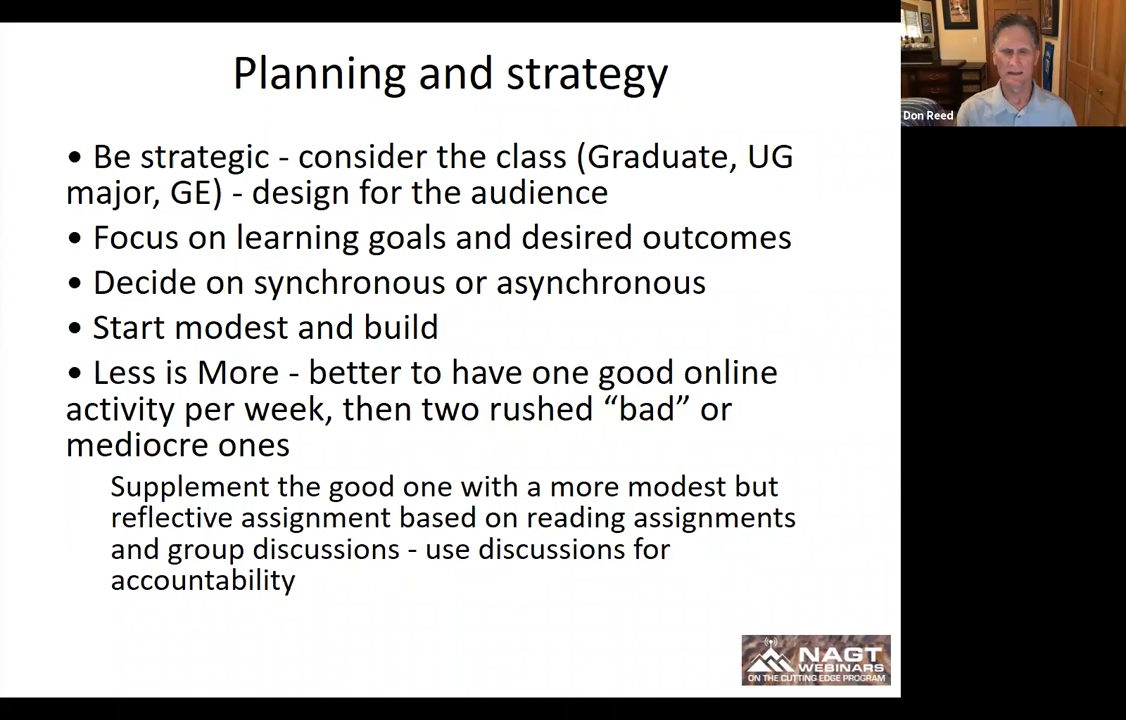 Planning and strategy
• Be strategic - consider the class (Graduate, UG
major, GE) - design for the audience
• Focus on learning goals and desired outcomes
• Decide on synchronous or asynchronous
• Start modest and build
• Less is More - better to have one good online
activity per week, then two rushed “bad” or
mediocre ones
Supplement the good one with a more modest but
reflective assignment based on reading assignments
and group discussions - use discussions for
accountability
NAGT
WEBINARS
ON THE CUTTING EDGE PROGRAM
Don Reed